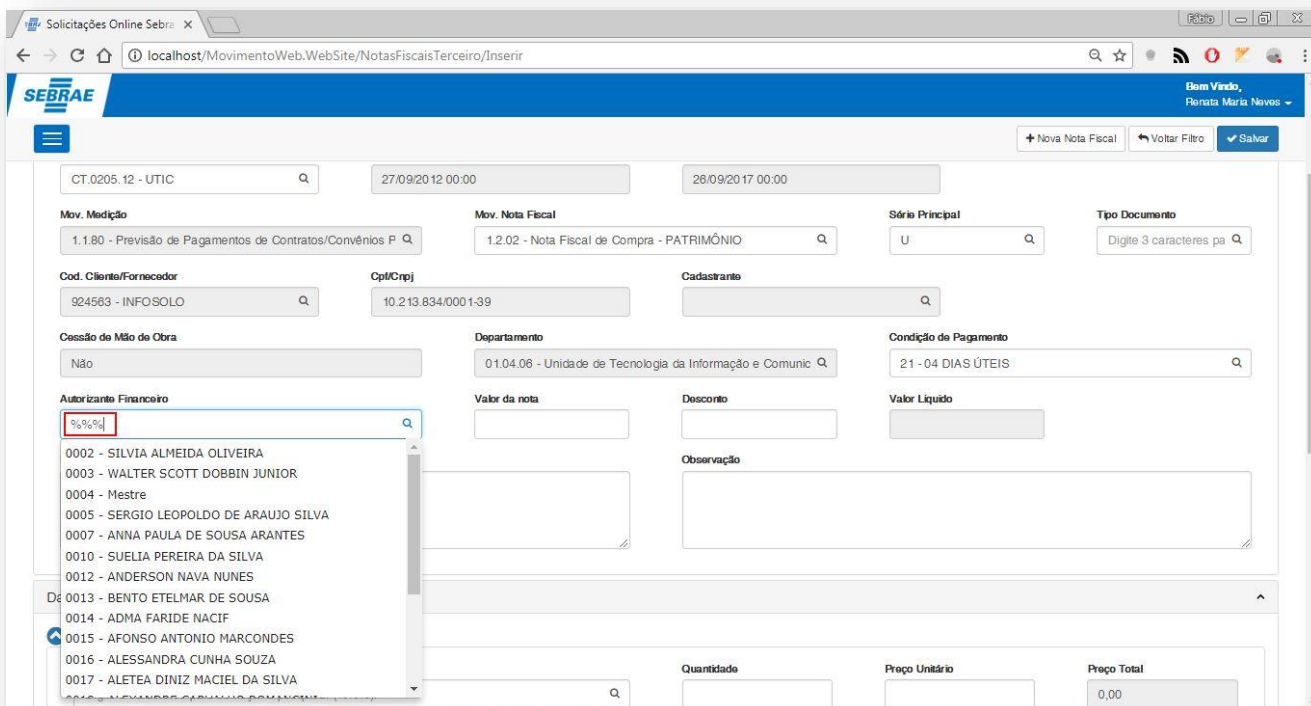 Solicitações Online Sebra
Fábio
localhost/MovimentoWeb.WebSite/NotasFiscaisTerceiro/Inserir
SEBRAE
Bem Vindo,
Renata Maria Neves
Nova Nota Fiscal Voltar Filtro Salvar
CT.0205.12 - UTIC 27/09/2012 00:00 26/09/2017 00:00
Mov. Medição Mov. Nota Fiscal Série Principal Tipo Documento
1.1.80 - Previsão de Pagamentos de Contratos/Convênios P 1.2.02 - Nota Fiscal de Compra - PATRIMÔNIO U Digite 3 caracteres pa
Cod. Cliente/Fornecedor Cpf/Cnpj Cadastrante
924563 - INFOSOLO 10.213.834/0001-39
Cessão de Mão de Obra Departamento Condição de Pagamento
Não 01.04.06 - Unidade de Tecnologia da Informação e Comunic 21 - 04 DIAS ÚTEIS
Autorizante Financeiro Valor da nota Desconto Valor Liquido
%%%
0002 - SILVIA ALMEIDA OLIVEIRA
Observação
0003 - WALTER SCOTT DOBBIN JUNIOR
0004 - Mestre
0005 - SERGIO LEOPOLDO DE ARAUJO SILVA
0007 - ANNA PAULA DE SOUSA ARANTES
0010 - SUELIA PEREIRA DA SILVA
0012 - ANDERSON NAVA NUNES
Da 0013 - BENTO ETELMAR DE SOUSA
0014 - ADMA FARIDE NACIF
0015 - AFONSO ANTONIO MARCONDES
0016 - ALESSANDRA CUNHA SOUZA
Quantidade Preço Unitário Preço Total
0017 - ALETEA DINIZ MACIEL DA SILVA
0,00